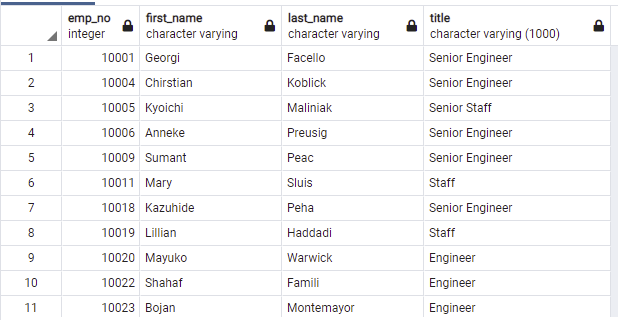 emp_no first_name last_name title
integer character varying character varying character varying (1000)
1 10001 Georgi Facello Senior Engineer
2 10004 Chirstian Koblick Senior Engineer
3 10005 Kyoichi Maliniak Senior Staff
4 10006 Anneke Preusig Senior Engineer
5 10009 Sumant Peac Senior Engineer
6 10011 Mary Sluis Staff
7 10018 Kazuhide Peha Senior Engineer
8 10019 Lillian Haddadi Staff
9 10020 Mayuko Warwick Engineer
10 10022 Shahaf Famili Engineer
11 10023 Bojan Montemayor Engineer